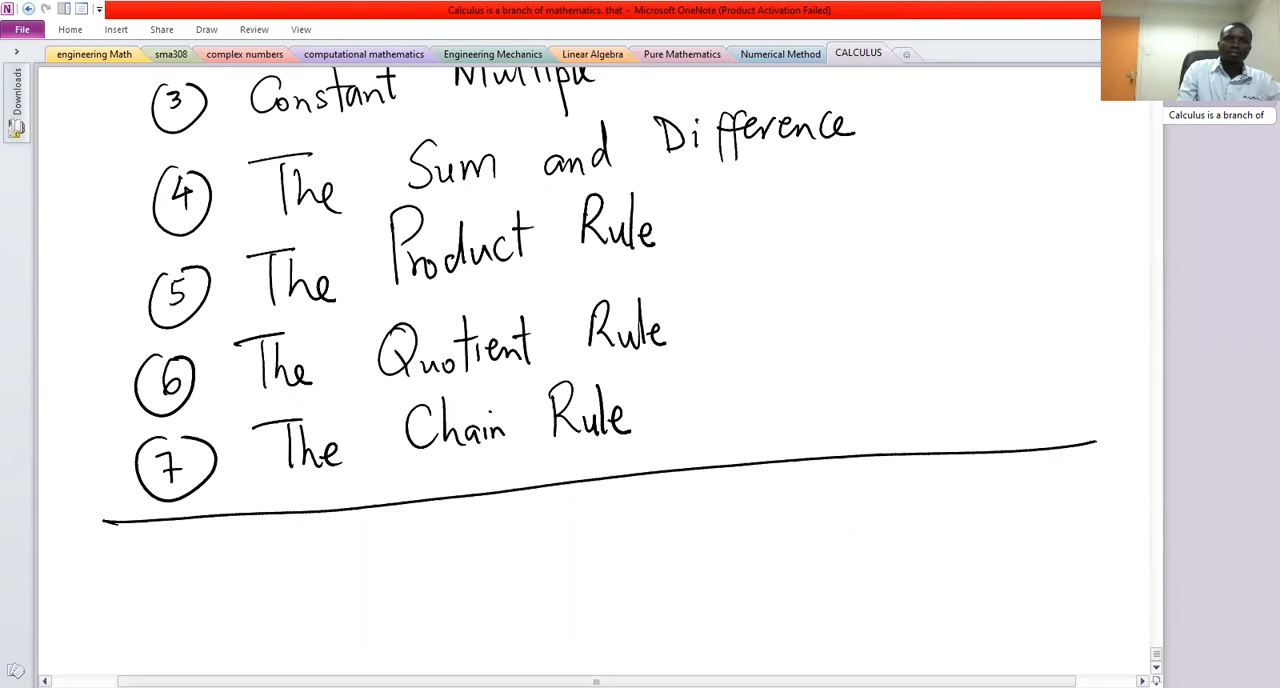 Calculus is a branch of mathematics. that - Microsoft OneNote (Product Activation Failed)
File Home Insert Share Draw Review View
engineering Math sma308 complex numbers computational mathematics Engineering Mechanics Linear Algebra Pure Mathematics Numerical Method CALCULUS
Downloads
Calculus is a branch of
3 Constant Multiple
4 The Sum and Difference
5 The Product Rule
6 The Quotient Rule
7 The Chain Rule